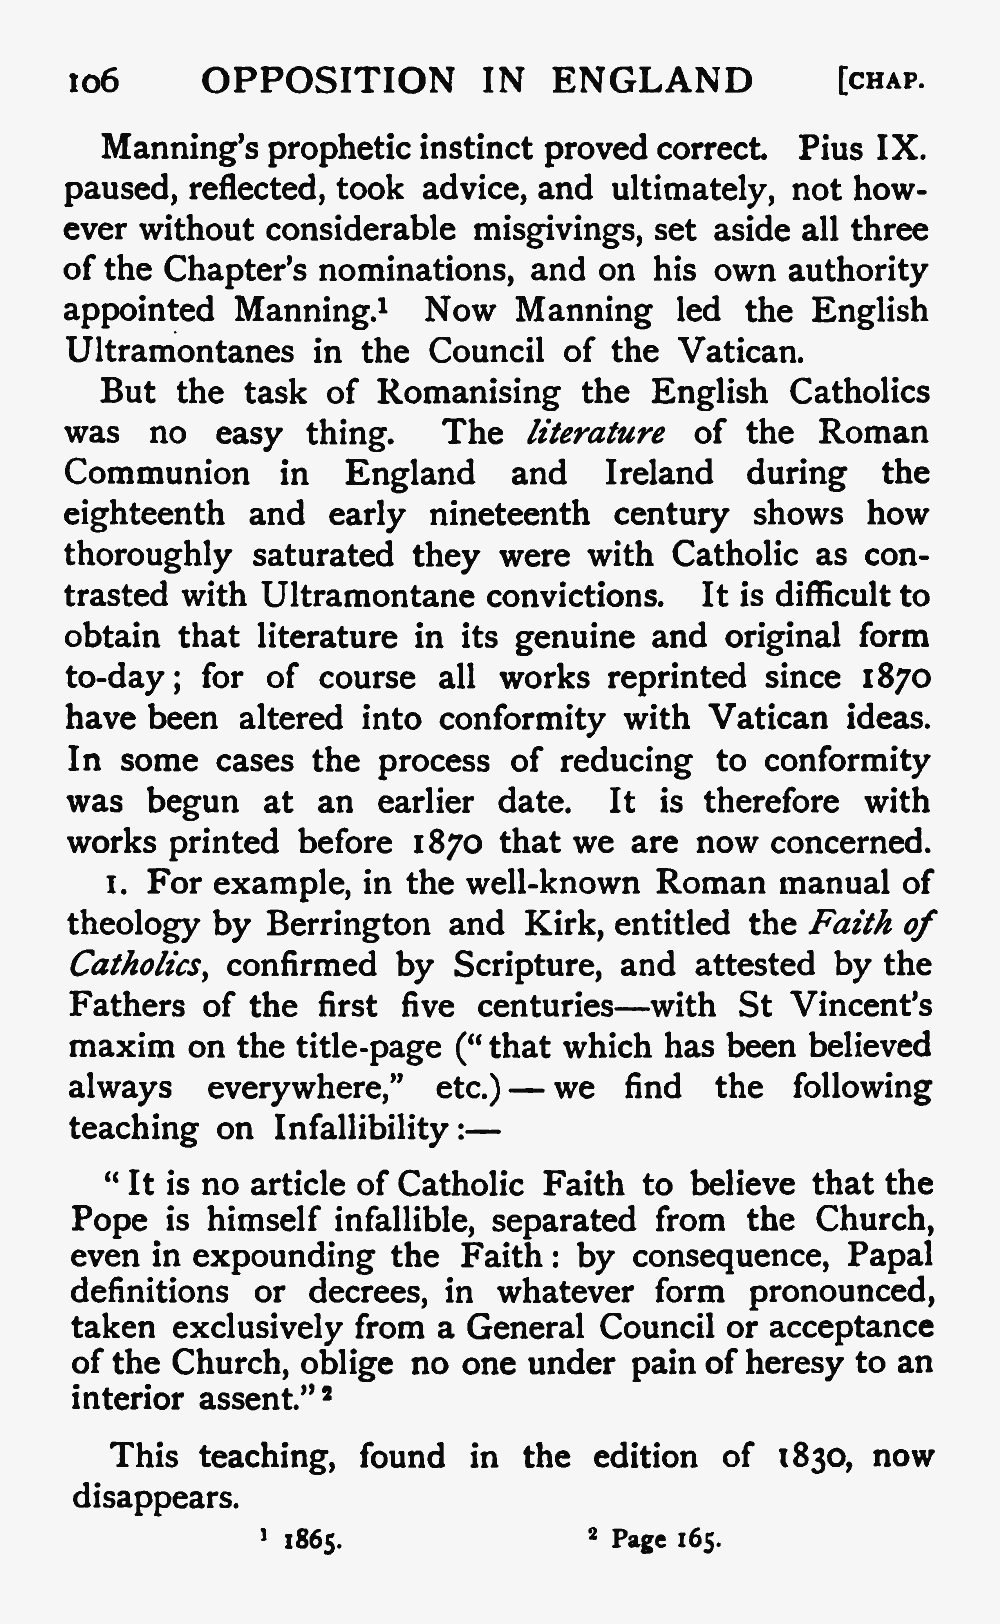 106 OPPOSITION IN ENGLAND [CHAP.
Manning's prophetic instinct proved correct. Pius IX.
paused, reflected, took advice, and ultimately, not how-
ever without considerable misgivings, set aside all three
of the Chapter's nominations, and on his own authority
appointed Manning.¹ Now Manning led the English
Ultramontanes in the Council of the Vatican.
But the task of Romanising the English Catholics
was no easy thing. The literature of the Roman
Communion in England and Ireland during the
eighteenth and early nineteenth century shows how
thoroughly saturated they were with Catholic as con-
trasted with Ultramontane convictions. It is difficult to
obtain that literature in its genuine and original form
to-day; for of course all works reprinted since 1870
have been altered into conformity with Vatican ideas.
In some cases the process of reducing to conformity
was begun at an earlier date. It is therefore with
works printed before 1870 that we are now concerned.
1. For example, in the well-known Roman manual of
theology by Berrington and Kirk, entitled the Faith of
Catholics, confirmed by Scripture, and attested by the
Fathers of the first five centuries—with St Vincent's
maxim on the title-page ("that which has been believed
always everywhere," etc.)—we find the following
teaching on Infallibility:—
"It is no article of Catholic Faith to believe that the
Pope is himself infallible, separated from the Church,
even in expounding the Faith: by consequence, Papal
definitions or decrees, in whatever form pronounced,
taken exclusively from a General Council or acceptance
of the Church, oblige no one under pain of heresy to an
interior assent."²
This teaching, found in the edition of 1830, now
disappears.
¹ 1865. ² Page 165.